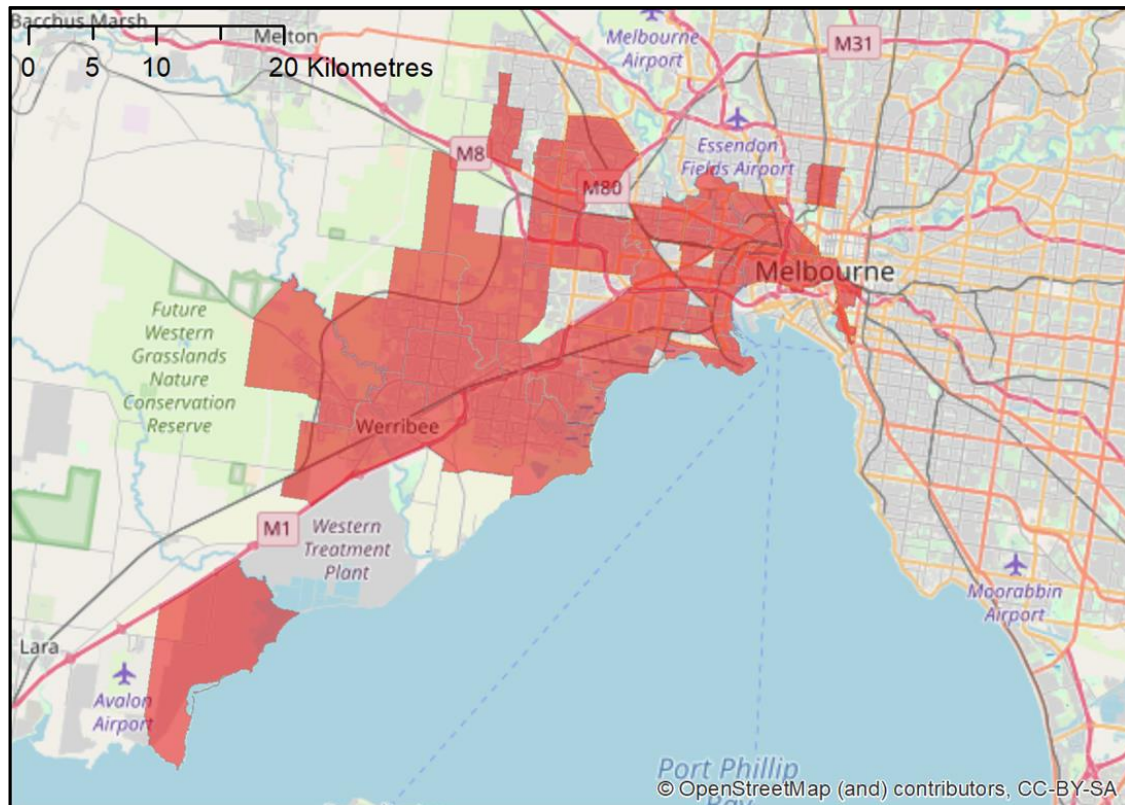 Bacchus Marsh
Melton
0 5 10 20 Kilometres
Melbourne
Airport
M31
Essendon
Fields Airport
M8
M80
Melbourne
Future
Western
Grasslands
Nature
Conservation
Reserve
Werribee
M1
Western
Treatment
Plant
Moorabbin
Airport
Lara
Avalon
Airport
Port Phillip
Bay
© OpenStreetMap (and) contributors, CC-BY-SA